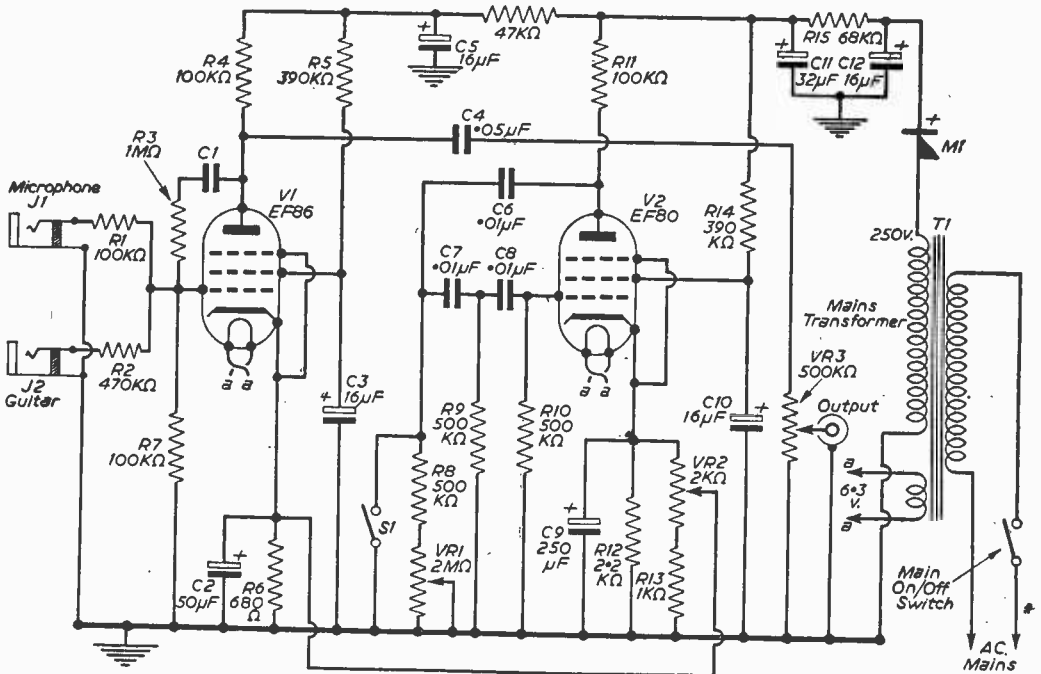 R4
100KΩ
R5
390KΩ
C5
16µF
47KΩ
R11
100KΩ
R15 68KΩ
C11
32µF
C12
16µF
M1
R3
1MΩ
C1
C4
·05µF
Microphone
J1
R1
100KΩ
V1
EF86
C6
·01µF
V2
EF80
R14
390
KΩ
250V.
T1
C7
·01µF
C8
·01µF
Mains
Transformer
R2
470KΩ
J2
Guitar
a a
a a
VR3
500KΩ
Output
C3
16µF
R9
500
KΩ
R10
500
KΩ
C10
16µF
R7
100KΩ
R8
500
KΩ
VR2
2KΩ
a
6·3
v.
a
S1
C9
250
µF
R12
2·2
KΩ
R13
1KΩ
C2
50µF
R6
680
Ω
VR1
2MΩ
Main
On/Off
Switch
*
A.C.
Mains